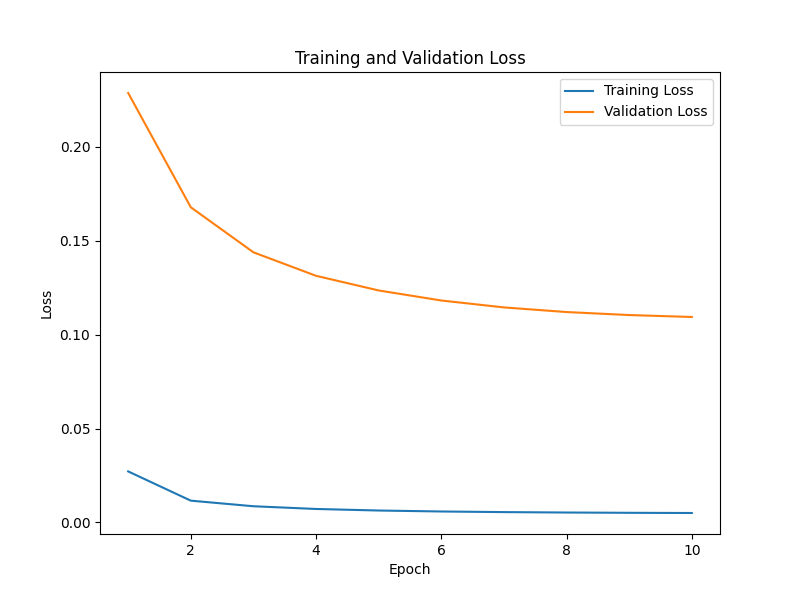 Training and Validation Loss
Training Loss
Validation Loss
0.20
0.15
0.10
0.05
0.00
Loss
2 4 6 8 10
Epoch